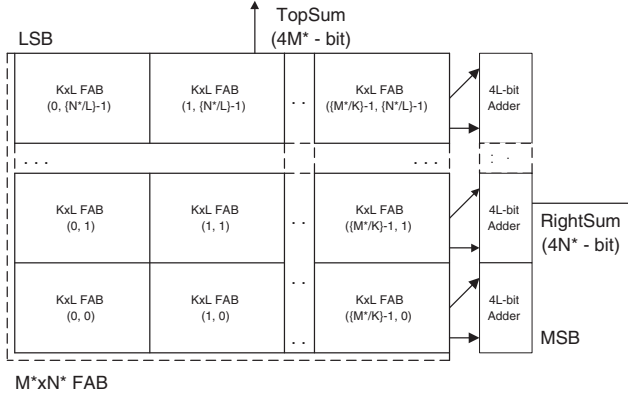 TopSum
(4M* - bit)
LSB
KxL FAB
(0, {N*/L}-1)
KxL FAB
(1, {N*/L}-1)
. .
KxL FAB
({M*/K}-1, {N*/L}-1)
4L-bit
Adder
. . .
. . .
: .
KxL FAB
(0, 1)
KxL FAB
(1, 1)
. .
KxL FAB
({M*/K}-1, 1)
4L-bit
Adder
RightSum
(4N* - bit)
KxL FAB
(0, 0)
KxL FAB
(1, 0)
. .
KxL FAB
({M*/K}-1, 0)
4L-bit
Adder
. .
MSB
M*xN* FAB